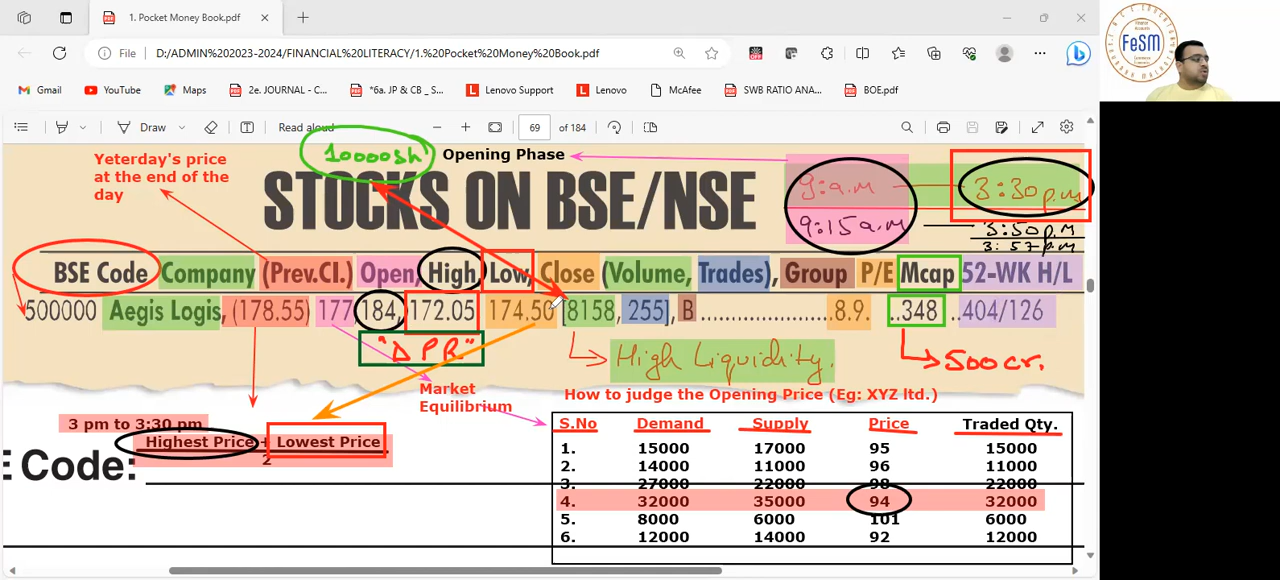 1. Pocket Money Book.pdf
File
D:/ADMIN%202023-2024/FINANCIAL%20LITERACY/1.%20Pocket%20Money%20Book.pdf
Gmail YouTube Maps 2e. JOURNAL - C... *6a. JP & CB _ S... Lenovo Support Lenovo McAfee SWB RATIO ANA... BOE.pdf
Draw Read aloud 69 of 184
FeSM
Yeterday's price
at the end of the
day
10000sh
Opening Phase
9:a.m 3:30p.m
9:15a.m
3:50p.m
3:57p.m
STOCKS ON BSE/NSE
BSE Code Company (Prev.Cl.) Open, High, Low, Close (Volume, Trades), Group P/E Mcap 52-WK H/L
500000 Aegis Logis, (178.55) 177, 184, 172.05 174.50 [8158, 255], B ......................8.9. ..348 ..404/126
"DPR"
High Liquidity.
500cr.
Market
Equilibrium
How to judge the Opening Price (Eg: XYZ ltd.)
3 pm to 3:30 pm
Highest Price + Lowest Price
2
E Code:
S.No Demand Supply Price Traded Qty.
1. 15000 17000 95 15000
2. 14000 11000 96 11000
3. 27000 22000 98 22000
4. 32000 35000 94 32000
5. 8000 6000 101 6000
6. 12000 14000 92 12000